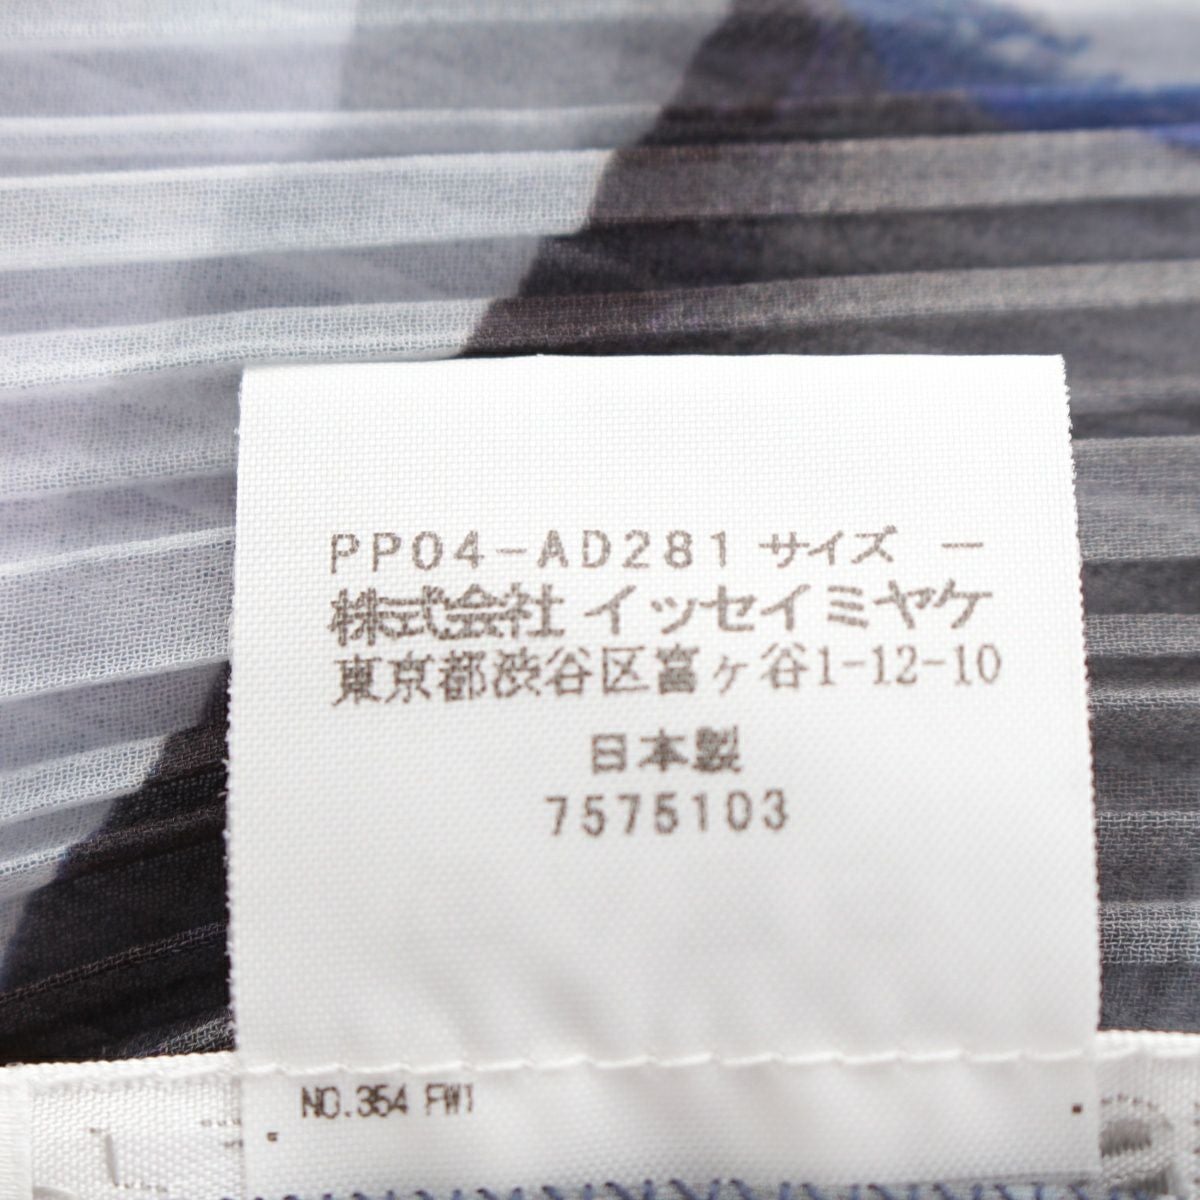 PP04-AD281 サイズ ー
株式会社 イッセイミヤケ
東京都渋谷区富ヶ谷1-12-10
日本製
7575103
NO.354 FW1